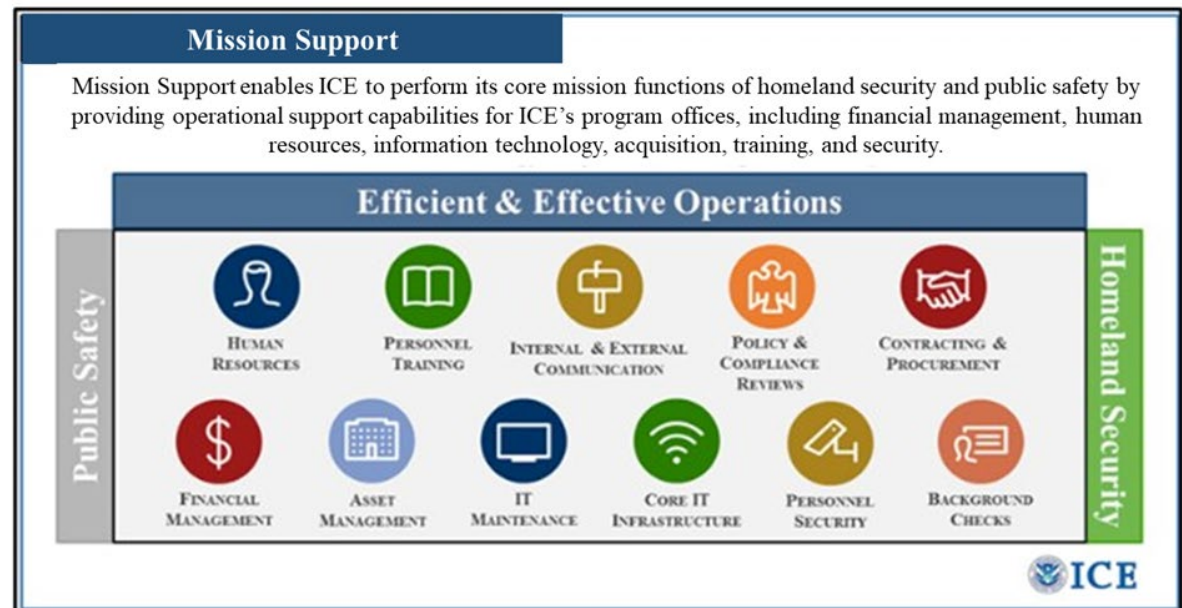 Mission Support
Mission Support enables ICE to perform its core mission functions of homeland security and public safety by
providing operational support capabilities for ICE's program offices, including financial management, human
resources, information technology, acquisition, training, and security.
Efficient & Effective Operations
Public Safety
HUMAN
RESOURCES
PERSONNEL
TRAINING
INTERNAL & EXTERNAL
COMMUNICATION
POLICY &
COMPLIANCE
REVIEWS
CONTRACTING &
PROCUREMENT
FINANCIAL
MANAGEMENT
ASSET
MANAGEMENT
IT
MAINTENANCE
CORE IT
INFRASTRUCTURE
PERSONNEL
SECURITY
BACKGROUND
CHECKS
Homeland Security
ICE